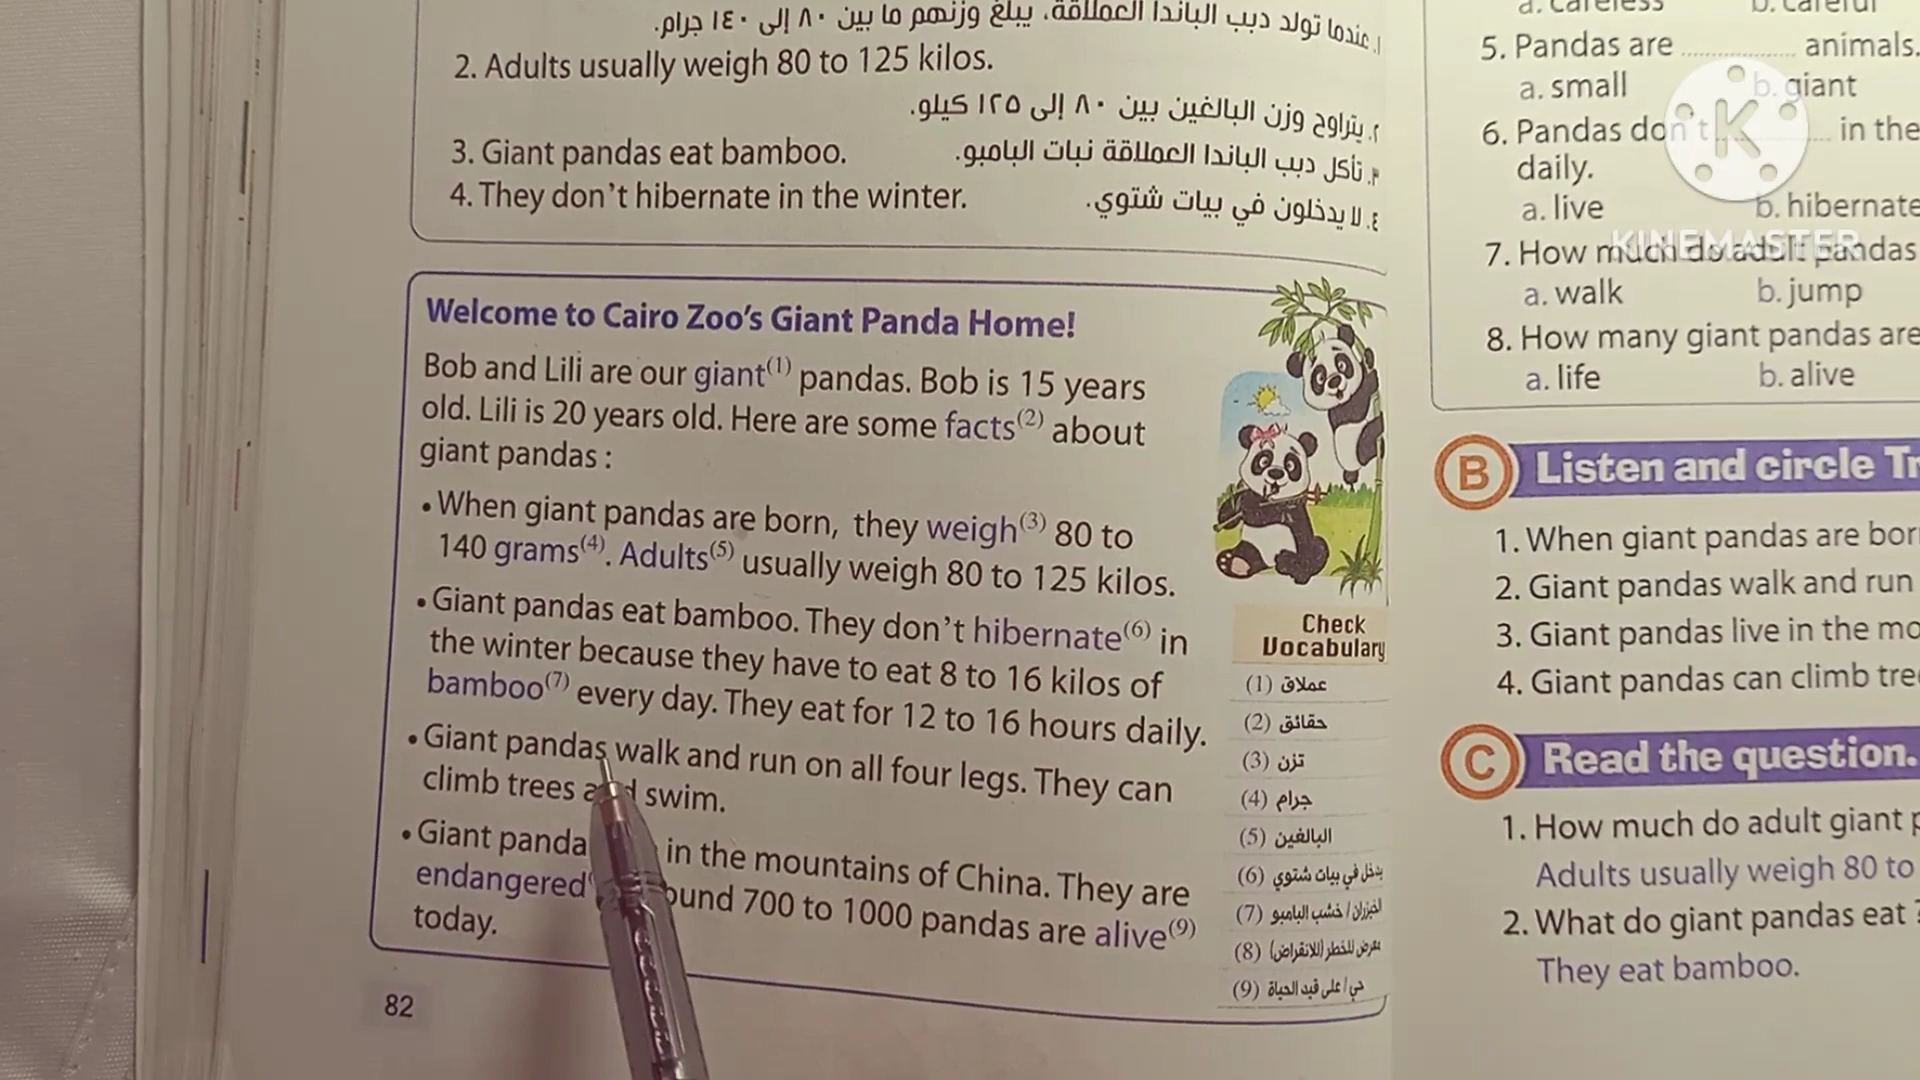 ١. عندما تولد دبب الباندا العملاقة، يبلغ وزنهم ما بين ٨٠ إلى ١٤٠ جرام.
2. Adults usually weigh 80 to 125 kilos.
٢. يتراوح وزن البالغين بين ٨٠ إلى ١٢٥ كيلو.
3. Giant pandas eat bamboo.
٣. تأكل دبب الباندا العملاقة نبات البامبو.
4. They don't hibernate in the winter.
٤. لا يدخلون في بيات شتوي.
Welcome to Cairo Zoo's Giant Panda Home!
Bob and Lili are our giant(1) pandas. Bob is 15 years
old. Lili is 20 years old. Here are some facts(2) about
giant pandas :
• When giant pandas are born, they weigh(3) 80 to
140 grams(4). Adults(5) usually weigh 80 to 125 kilos.
• Giant pandas eat bamboo. They don't hibernate(6) in
the winter because they have to eat 8 to 16 kilos of
bamboo(7) every day. They eat for 12 to 16 hours daily.
• Giant pandas walk and run on all four legs. They can
climb trees and swim.
• Giant panda in the mountains of China. They are
endangered 700 to 1000 pandas are alive(9)
today.
Check
Vocabulary
(1) عملاق
(2) حقائق
(3) تزن
(4) جرام
(5) البالغين
(6) يدخل في بيات شتوي
(7) الخيزران / خشب البامبو
(8) معرض للخطر (للانقراض)
(9) حي / على قيد الحياة
82
a. careless b. careful
5. Pandas are .............. animals.
a. small b. giant
6. Pandas don't .............. in the
daily.
a. live b. hibernate
7. How much do adult pandas
a. walk b. jump
8. How many giant pandas are
a. life b. alive
B Listen and circle
1. When giant pandas are
2. Giant pandas walk and run
3. Giant pandas live in the
4. Giant pandas can climb
C Read the question.
1. How much do adult giant
Adults usually weigh 80 to
2. What do giant pandas eat ?
They eat bamboo.
K
KINEMASTER